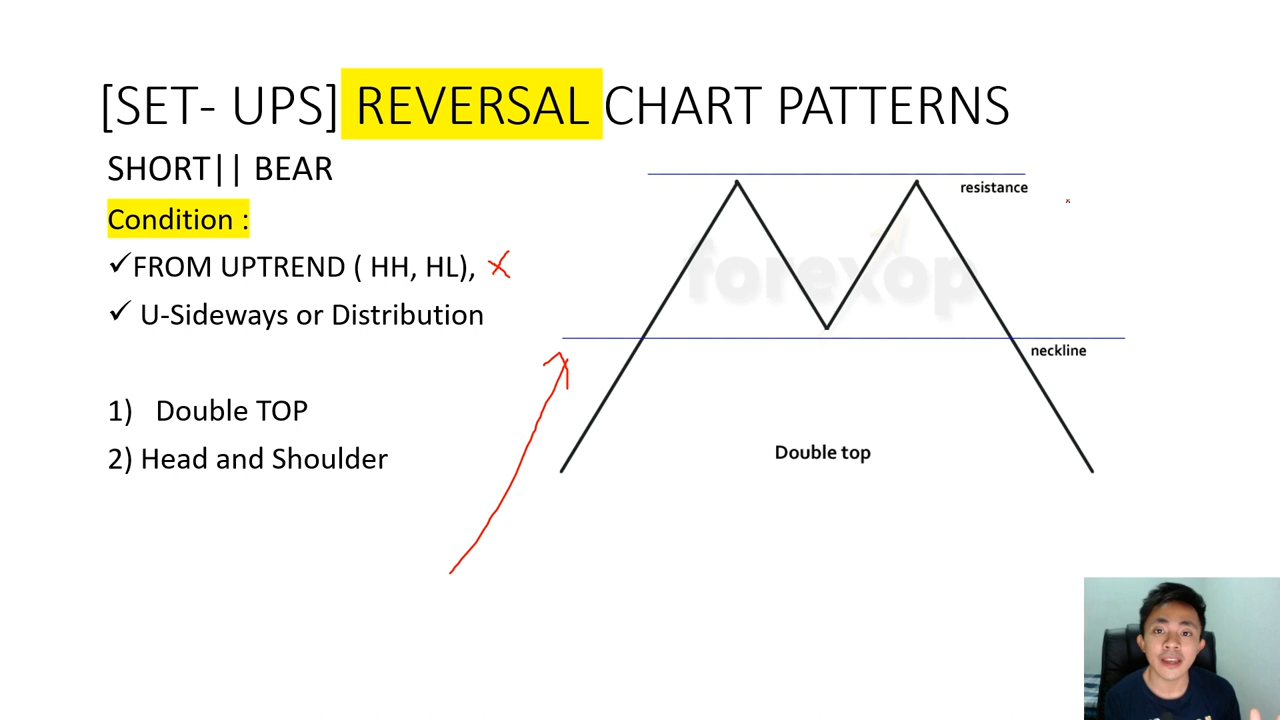 [SET- UPS] REVERSAL CHART PATTERNS
SHORT|| BEAR
Condition :
✓FROM UPTREND ( HH, HL),
✓ U-Sideways or Distribution
1) Double TOP
2) Head and Shoulder
resistance
forexop
neckline
Double top